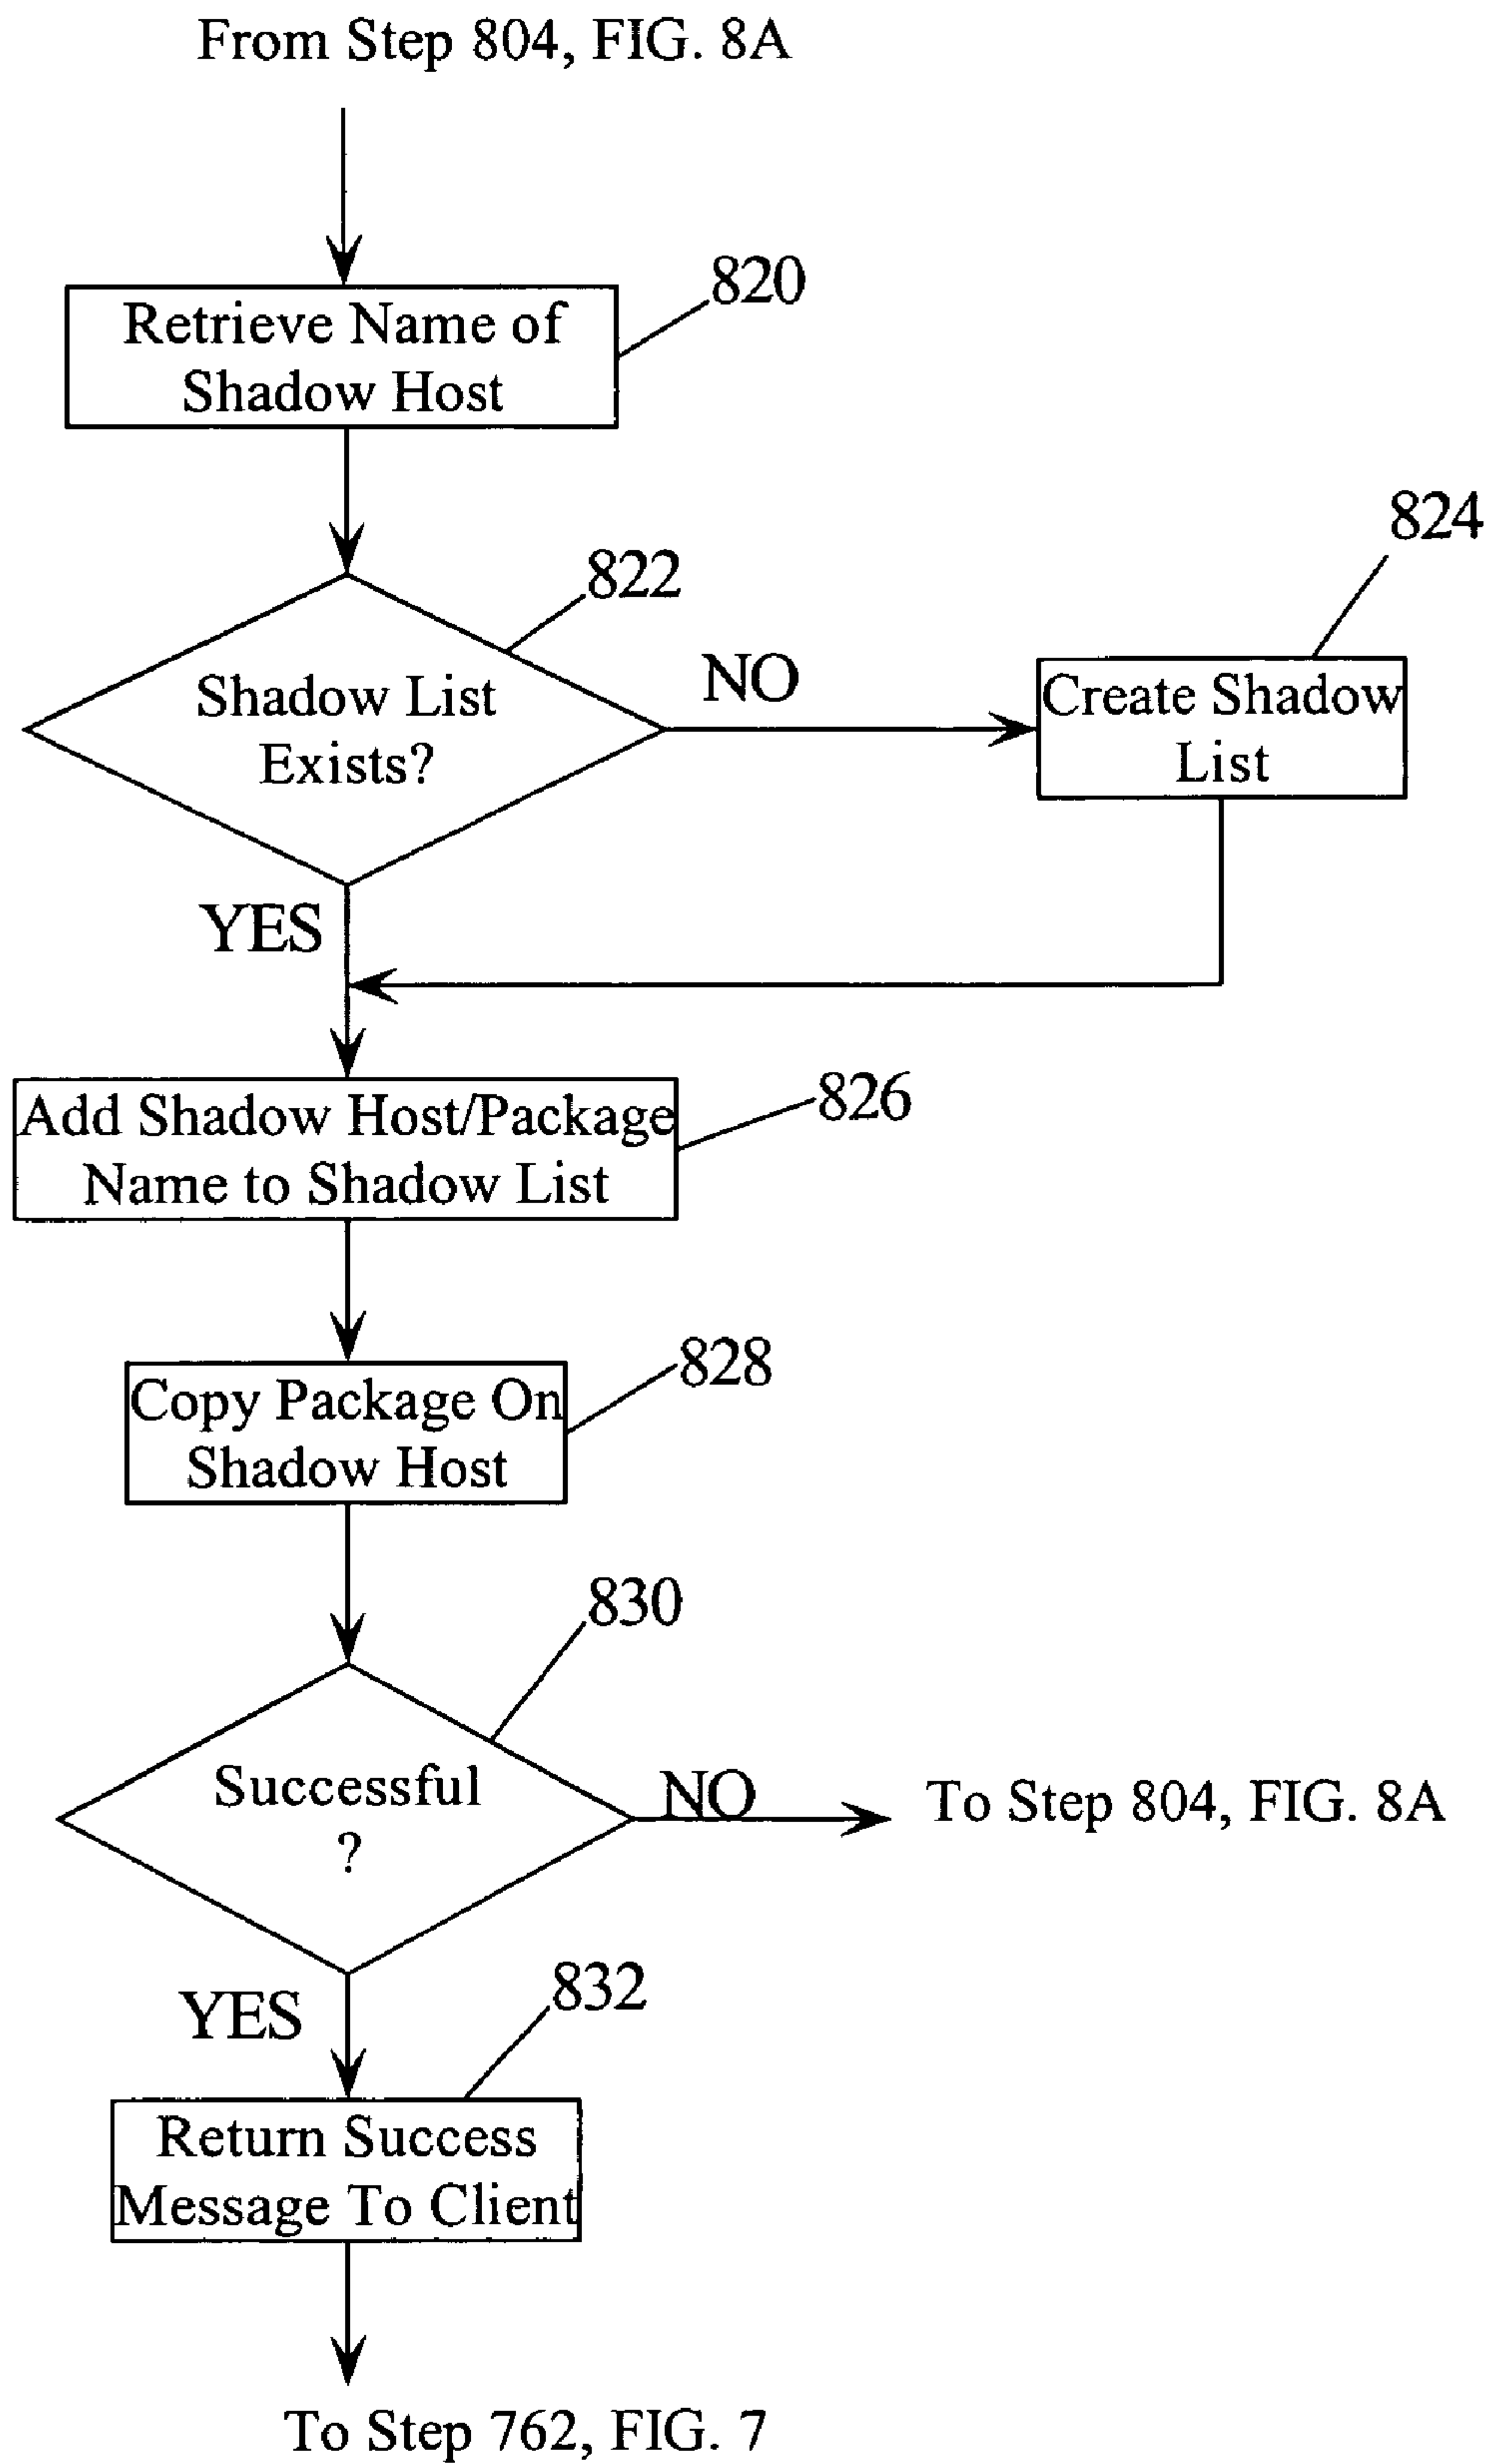 From Step 804, FIG. 8A
820
Retrieve Name of
Shadow Host
822
824
Shadow List
Exists?
NO
Create Shadow
List
YES
826
Add Shadow Host/Package
Name to Shadow List
828
Copy Package On
Shadow Host
830
Successful
?
NO
To Step 804, FIG. 8A
YES
832
Return Success
Message To Client
To Step 762, FIG. 7